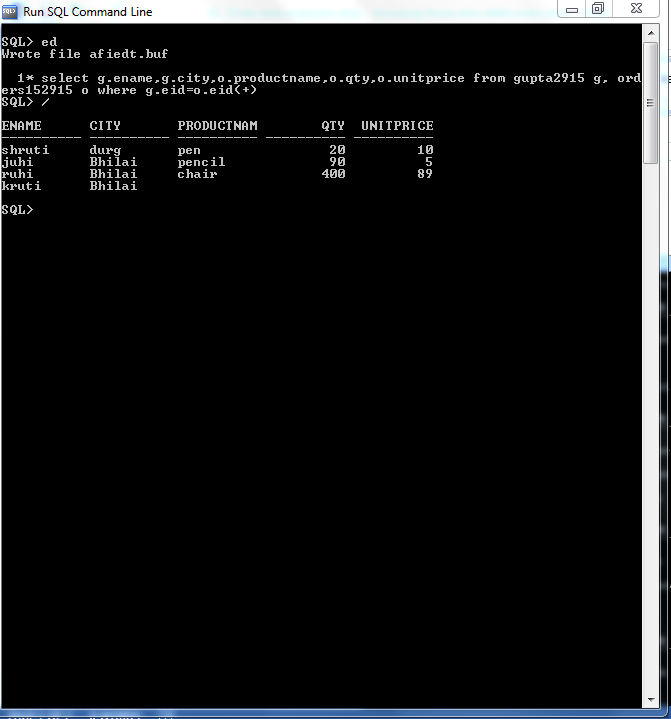 Run SQL Command Line
SQL> ed
Wrote file afiedt.buf
1* select g.ename,g.city,o.productname,o.qty,o.unitprice from gupta2915 g, ord
ers152915 o where g.eid=o.eid(+)
SQL> /
ENAME CITY PRODUCTNAM QTY UNITPRICE
---------- ---------- ---------- ---------- ----------
shruti durg pen 20 10
juhi Bhilai pencil 90 5
ruhi Bhilai chair 400 89
kruti Bhilai
SQL>